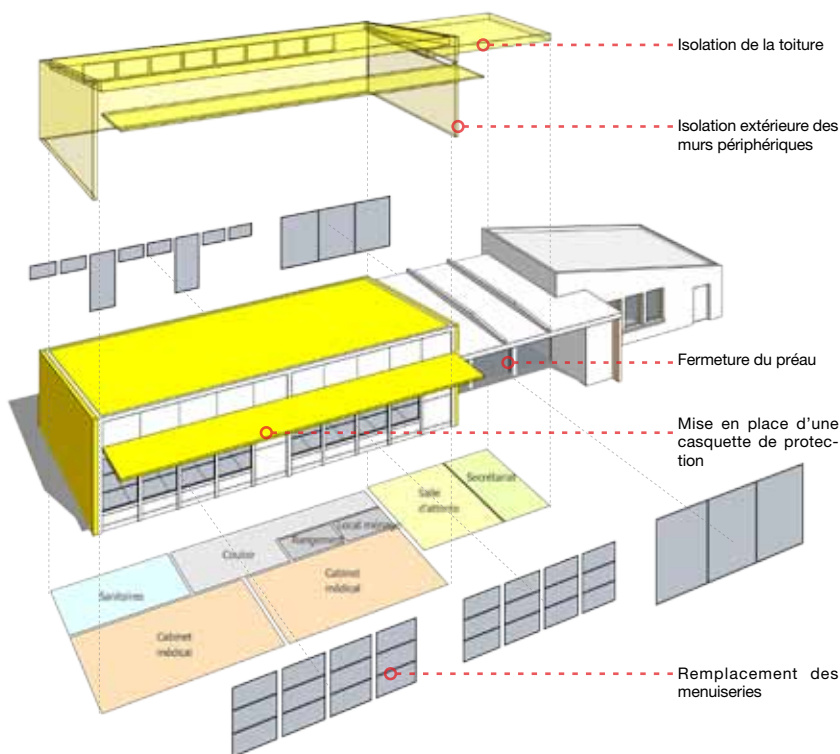 Isolation de la toiture
Isolation extérieure des
murs périphériques
Fermeture du préau
Mise en place d'une
casquette de protec-
tion
Secrétariat
Salle
d'attente
Local ménage
Rangement
Couloir
Cabinet
médical
Sanitaires
Cabinet
médical
Remplacement des
menuiseries